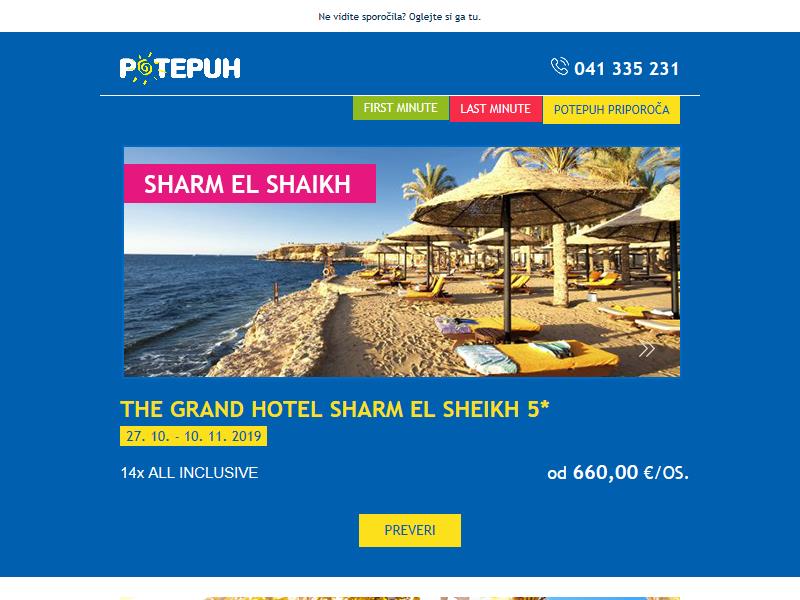 Ne vidite sporočila? Oglejte si ga tu.
POTEPUH
041 335 231
FIRST MINUTE
LAST MINUTE
POTEPUH PRIPOROČA
SHARM EL SHAIKH
THE GRAND HOTEL SHARM EL SHEIKH 5*
27. 10. - 10. 11. 2019
14x ALL INCLUSIVE
od 660,00 €/OS.
PREVERI